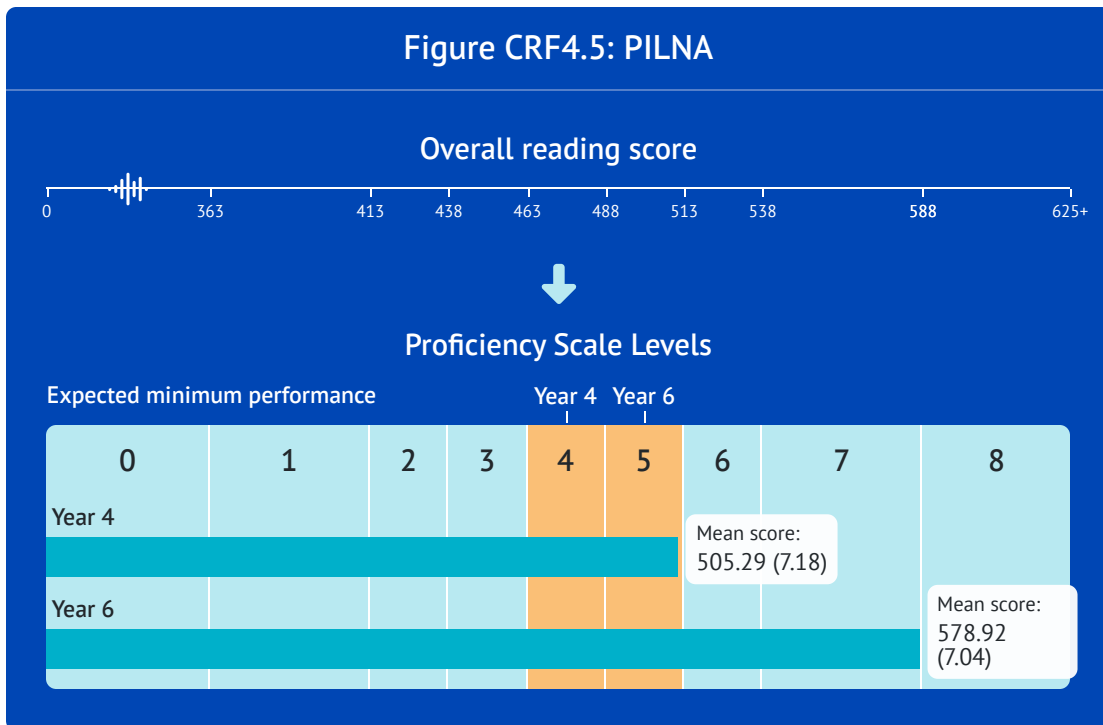 Figure CRF4.5: PILNA
Overall reading score
0 363 413 438 463 488 513 538 588 625+
Proficiency Scale Levels
Expected minimum performance Year 4 Year 6
0 1 2 3 4 5 6 7 8
Year 4
Mean score:
505.29 (7.18)
Year 6
Mean score:
578.92
(7.04)